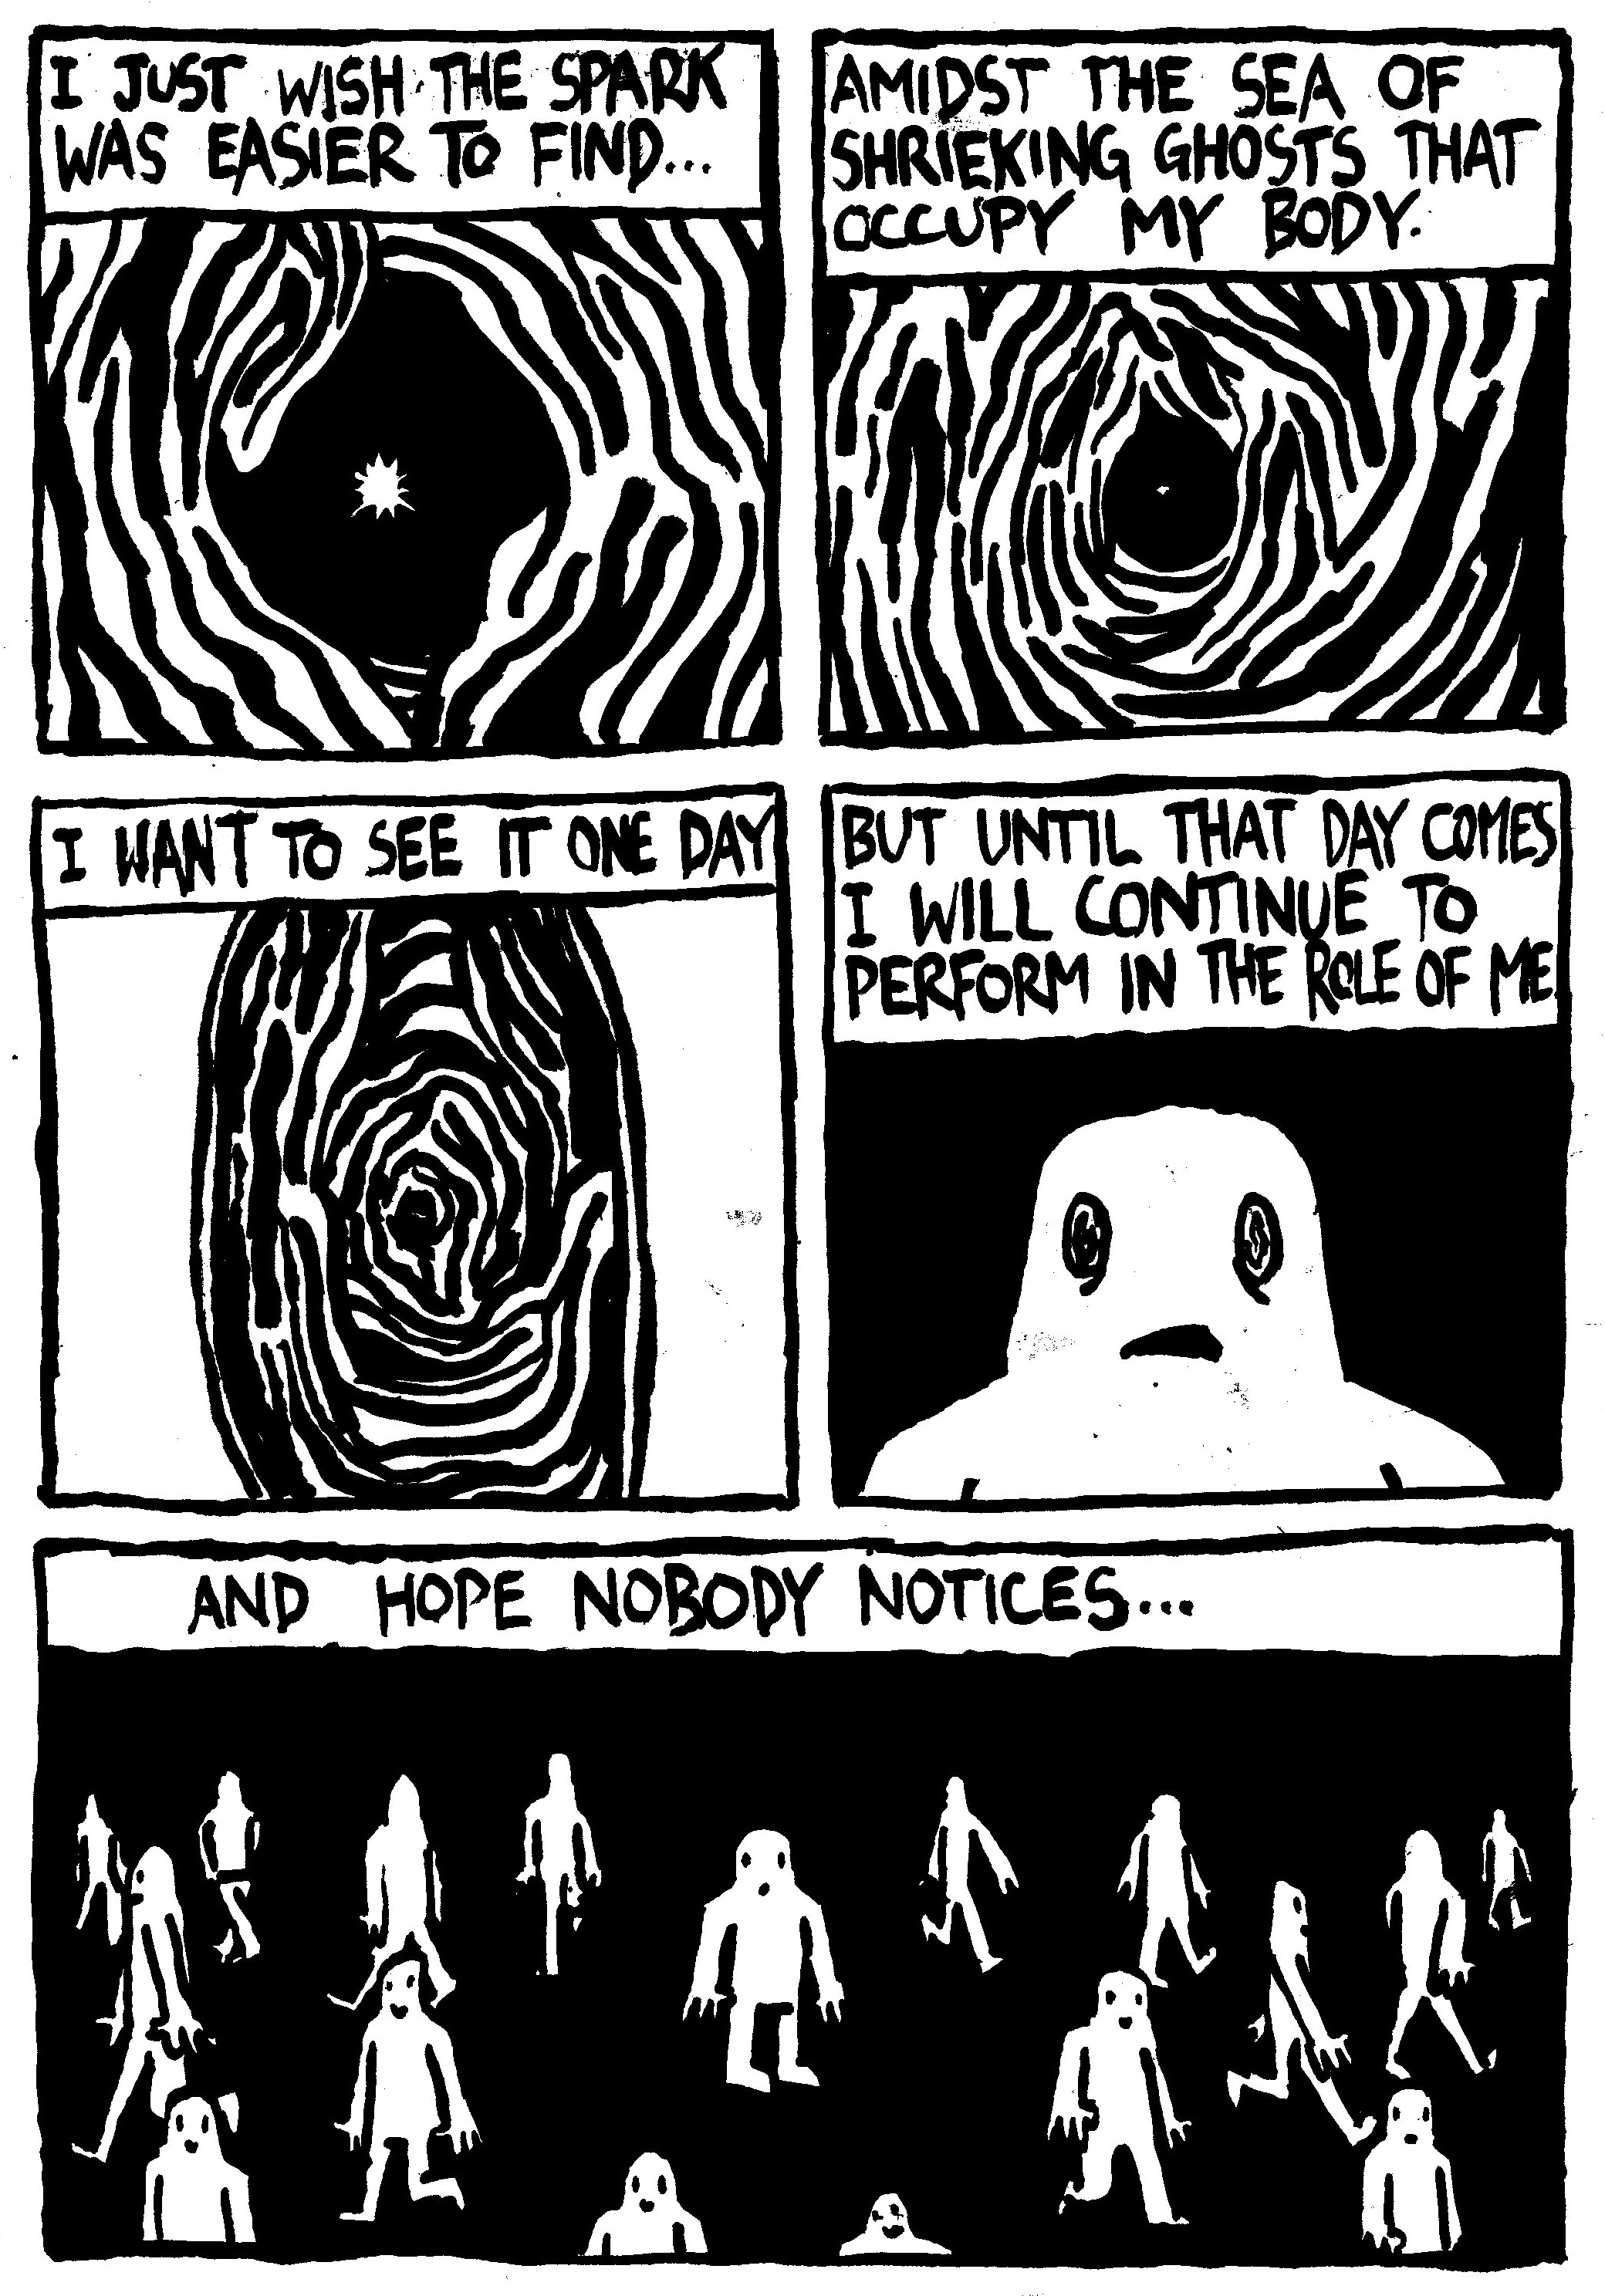 I JUST WISH THE SPARK
WAS EASIER TO FIND...
AMIDST THE SEA OF
SHRIEKING GHOSTS THAT
OCCUPY MY BODY.
I WANT TO SEE IT ONE DAY
BUT UNTIL THAT DAY COMES
I WILL CONTINUE TO
PERFORM IN THE ROLE OF ME.
AND HOPE NOBODY NOTICES...